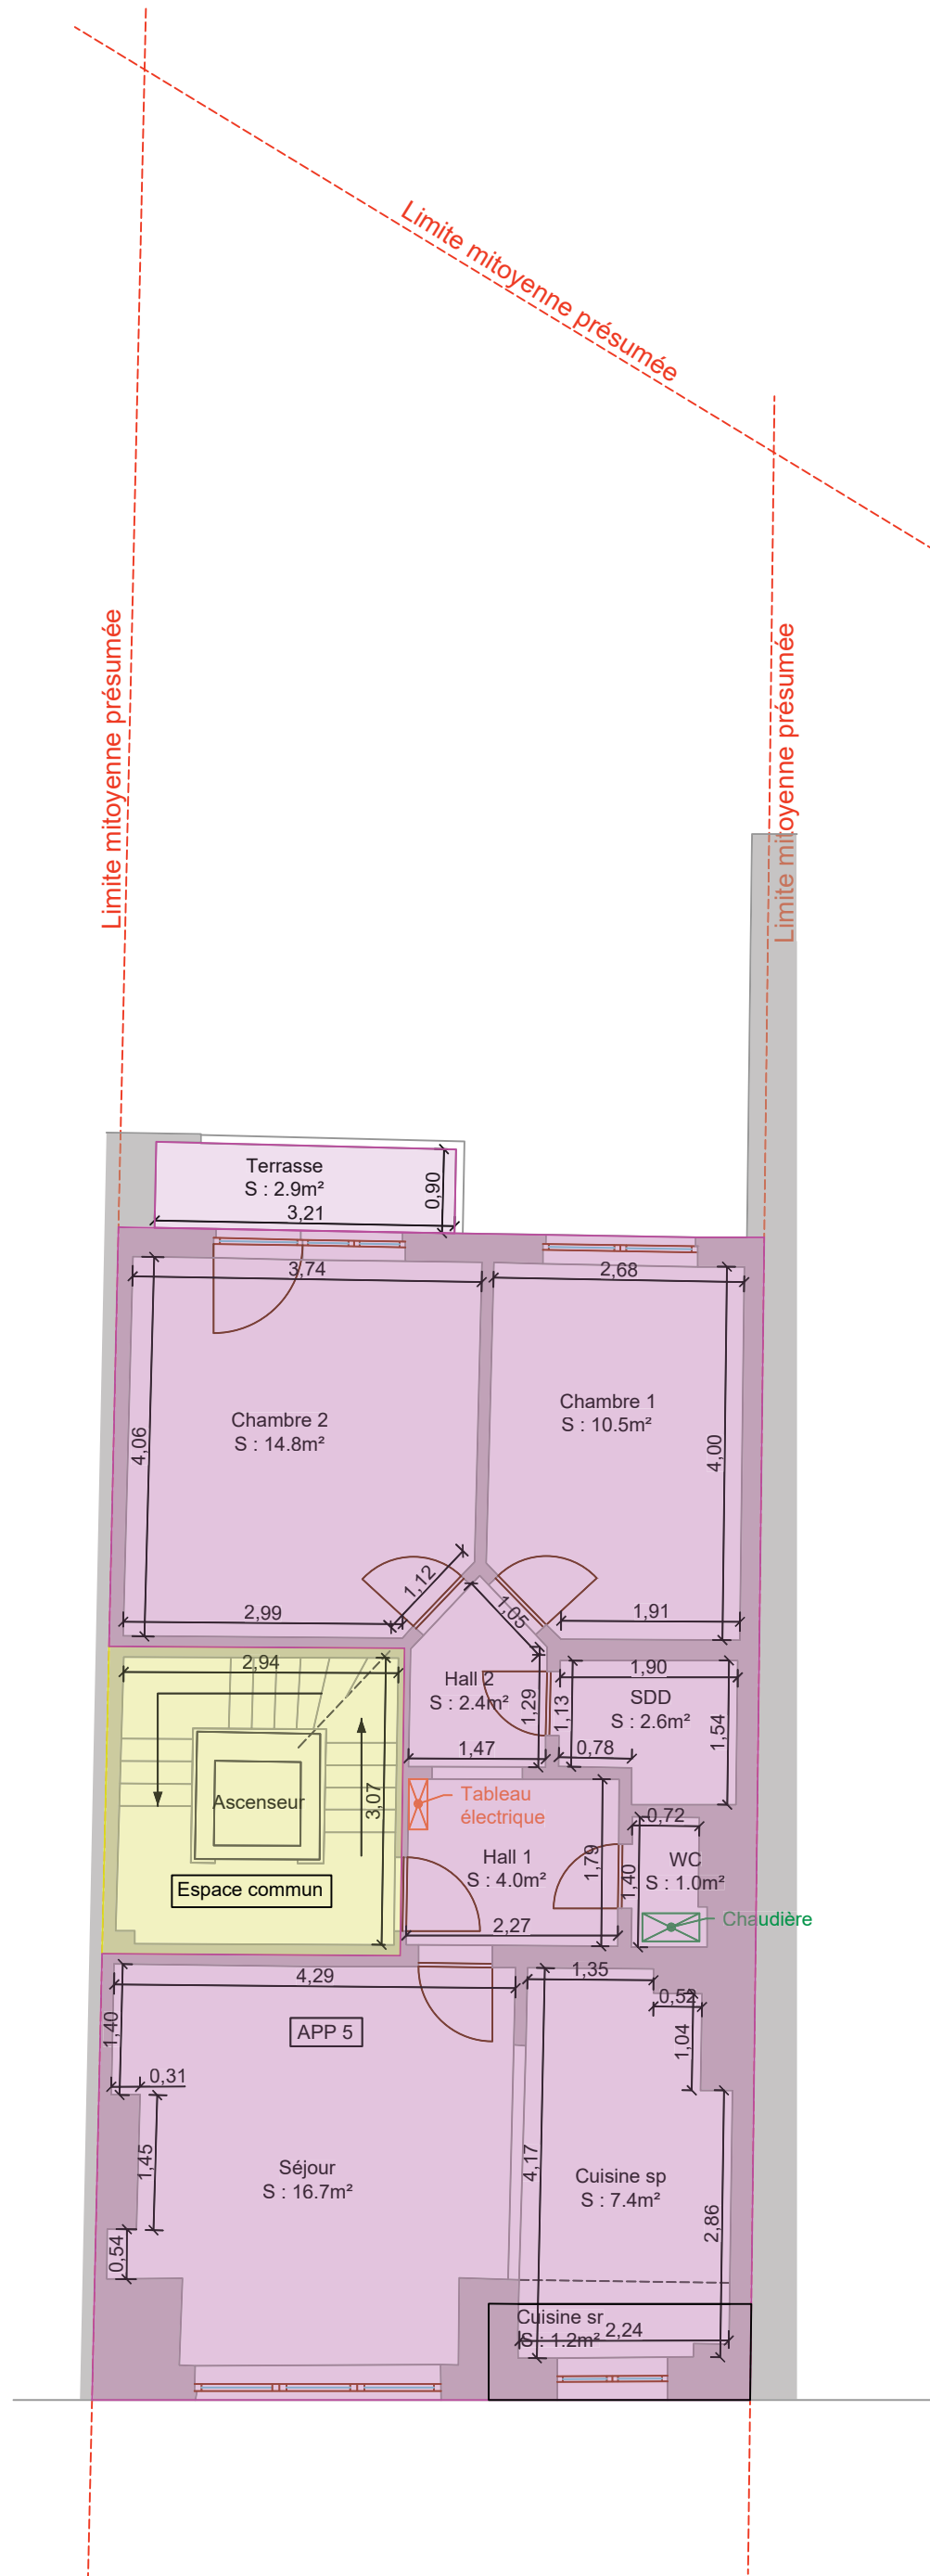 Limite mitoyenne présumée
Limite mitoyenne présumée
Limite mitoyenne présumée
Terrasse
S : 2.9m²
0,90
3,21
3,74
2,68
Chambre 1
S : 10.5m²
Chambre 2
S : 14.8m²
4,06
4,00
1,12
1,05
2,99
1,91
2,94
Hall 2
S : 2.4m²
1,29
1,13
1,90
SDD
S : 2.6m²
1,54
1,47
0,78
Ascenseur
3,07
Tableau
électrique
0,72
Hall 1
S : 4.0m²
1,79
1,40
WC
S : 1.0m²
Espace commun
Chaudière
2,27
4,29
1,35
0,52
1,40
APP 5
1,04
0,31
1,45
4,17
Séjour
S : 16.7m²
Cuisine sp
S : 7.4m²
2,86
0,54
Cuisine sr
S : 1.2m²
2,24